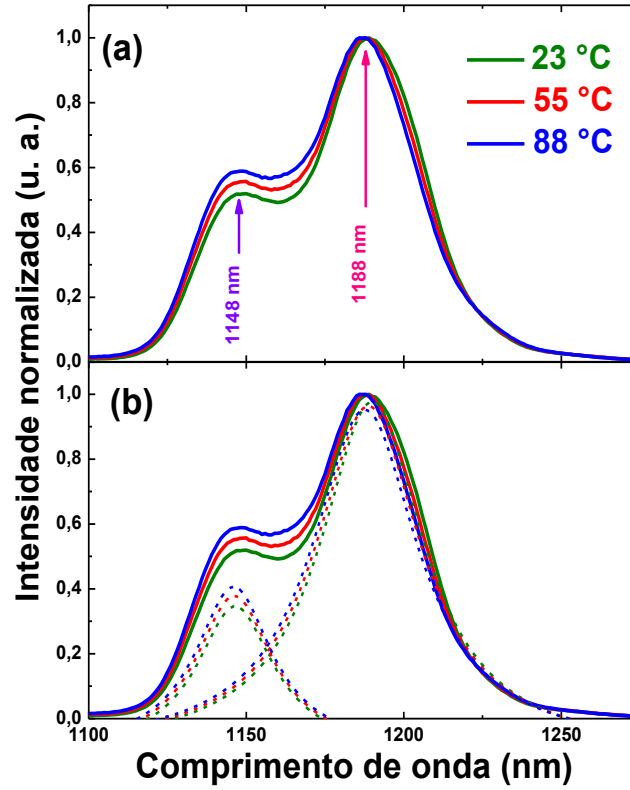 Intensidade normalizada (u. a.)
(a)
1,0
0,8
0,6
0,4
0,2
0,0
23 °C
55 °C
88 °C
1148 nm
1188 nm
(b)
1,0
0,8
0,6
0,4
0,2
0,0
1100 1150 1200 1250
Comprimento de onda (nm)